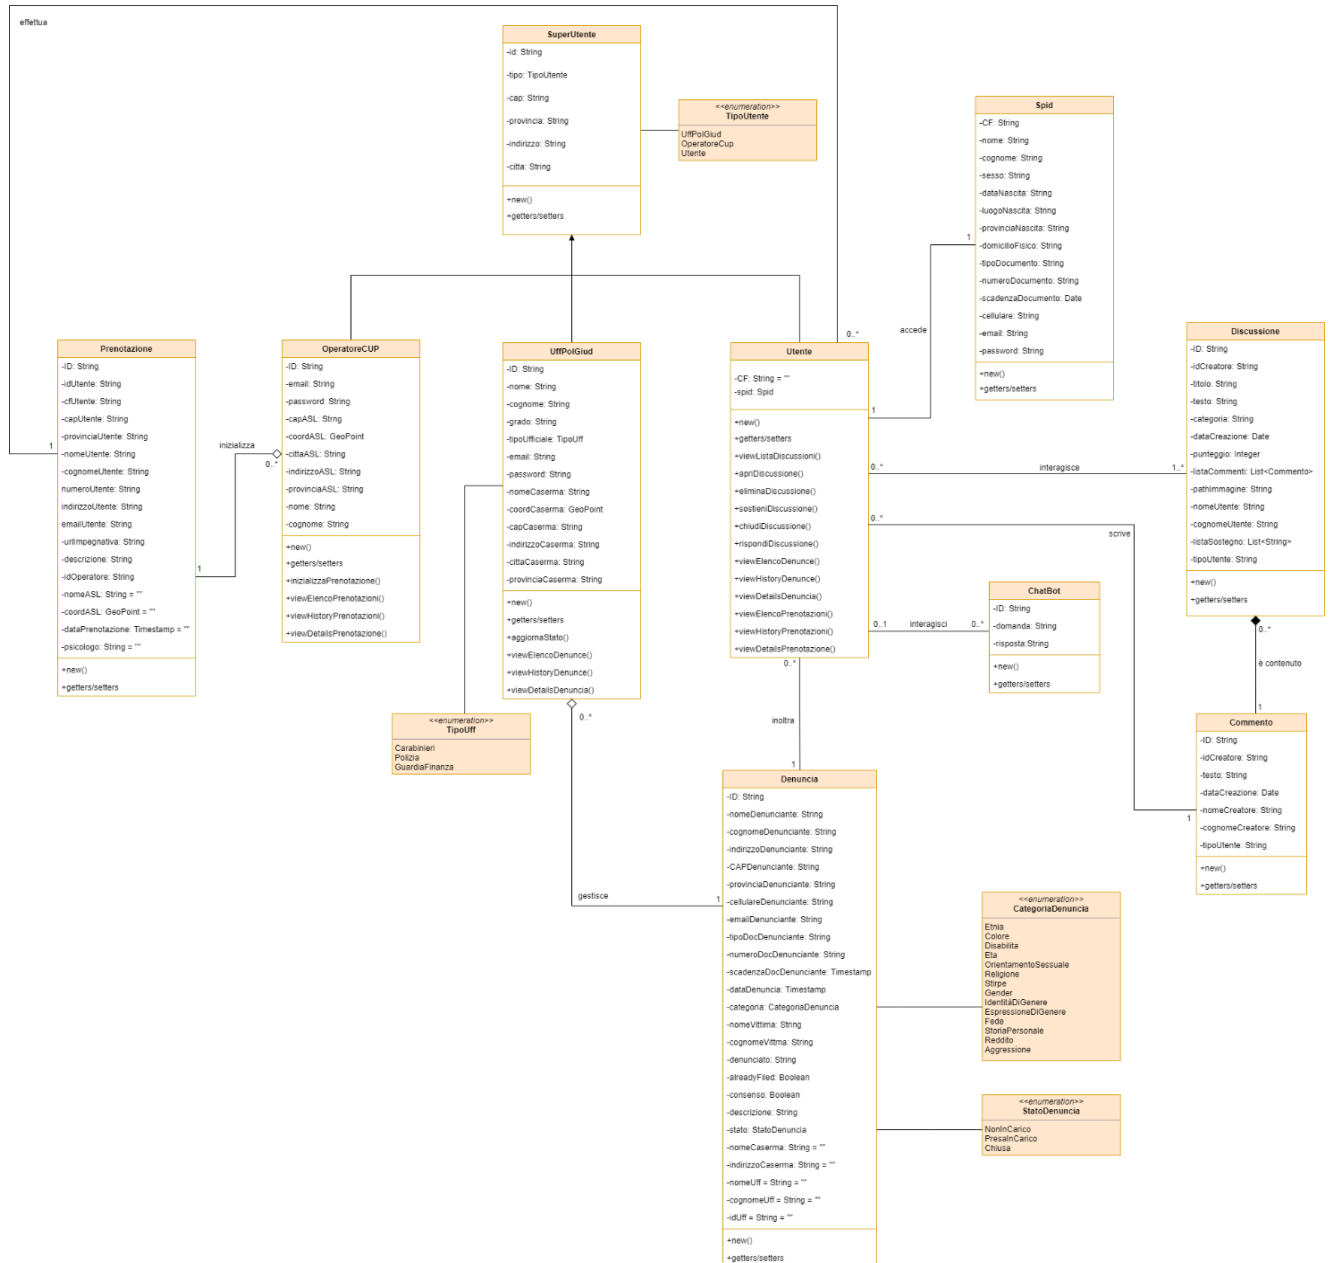 effettua
SuperUtente
-id: String
-tipo: TipoUtente
-cap: String
-provincia: String
-indirizzo: String
-citta: String
+new()
+getters/setters
<<enumeration>>
TipoUtente
UffPolGiud
OperatoreCup
Utente
Spid
-CF: String
-nome: String
-cognome: String
-sesso: String
-dataNascita: String
-luogoNascita: String
-provinciaNascita: String
-domicilioFisico: String
-tipoDocumento: String
-numeroDocumento: String
-scadenzaDocumento: Date
-cellulare: String
-email: String
-password: String
+new()
+getters/setters
1
accede
1
0..*
1
Prenotazione
-ID: String
-idUtente: String
-cfUtente: String
-capUtente: String
-provinciaUtente: String
-nomeUtente: String
-cognomeUtente: String
numeroUtente: String
indirizzoUtente: String
emailUtente: String
-urlImpegnativa: String
-descrizione: String
-idOperatore: String
-nomeASL: String = ""
-coordASL: GeoPoint = ""
-dataPrenotazione: Timestamp = ""
-psicologo: String = ""
+new()
+getters/setters
inizializza
0..*
1
OperatoreCUP
-ID: String
-email: String
-password: String
-capASL: Strng
-coordASL: GeoPoint
-cittaASL: String
-indirizzoASL: String
-provinciaASL: String
-nome: String
-cognome: String
+new()
+getters/setters
+inizializzaPrenotazione()
+viewElencoPrenotazioni()
+viewHistoryPrenotazioni()
+viewDetailsPrenotazione()
UffPolGiud
-ID: String
-nome: String
-cognome: String
-grado: String
-tipoUfficiale: TipoUff
-email: String
-password: String
-nomeCaserma: String
-coordCaserma: GeoPoint
-capCaserma: String
-indirizzoCaserma: String
-cittaCaserma: String
-provinciaCaserma: String
+new()
+getters/setters
+aggiornaStato()
+viewElencoDenunce()
+viewHistoryDenunce()
+viewDetailsDenuncia()
0..*
Utente
-CF: String = ""
-spid: Spid
+new()
+getters/setters
+viewListaDiscussioni()
+apriDiscussione()
+eliminaDiscussione()
+sostieniDiscussione()
+chiudiDiscussione()
+rispondiDiscussione()
+viewElencoDenunce()
+viewHistoryDenunce()
+viewDetailsDenuncia()
+viewElencoPrenotazioni()
+viewHistoryPrenotazioni()
+viewDetailsPrenotazione()
0..*
interagisce
1..*
0..*
scrive
1
0..1
interagisci
0..*
0..*
inoltra
1
Discussione
-ID: String
-idCreatore: String
-titolo: String
-testo: String
-categoria: String
-dataCreazione: Date
-punteggio: Integer
-listaCommenti: List<Commento>
-pathImmagine: String
-nomeUtente: String
-cognomeUtente: String
-listaSostegno: List<String>
-tipoUtente: String
+new()
+getters/setters
0..*
è contenuto
1
ChatBot
-ID: String
-domanda: String
-risposta:String
+new()
+getters/setters
Commento
-ID: String
-idCreatore: String
-testo: String
-dataCreazione: Date
-nomeCreatore: String
-cognomeCreatore: String
-tipoUtente: String
+new()
+getters/setters
<<enumeration>>
TipoUff
Carabinieri
Polizia
GuardiaFinanza
gestisce
1
Denuncia
-ID: String
-nomeDenunciante: String
-cognomeDenunciante: String
-indirizzoDenunciante: String
-CAPDenunciante: String
-provinciaDenunciante: String
-cellulareDenunciante: String
-emailDenunciante: String
-tipoDocDenunciante: String
-numeroDocDenunciante: String
-scadenzaDocDenunciante: Timestamp
-dataDenuncia: Timestamp
-categoria: CategoriaDenuncia
-nomeVittima: String
-cognomeVittma: String
-denunciato: String
-alreadyFiled: Boolean
-consenso: Boolean
-descrizione: String
-stato: StatoDenuncia
-nomeCaserma: String = ""
-indirizzoCaserma: String = ""
-nomeUff = String = ""
-cognomeUff = String = ""
-idUff = String = ""
+new()
+getters/setters
<<enumeration>>
CategoriaDenuncia
Etnia
Colore
Disabilita
Eta
OrientamentoSessuale
Religione
Stirpe
Gender
IdentitàDiGenere
EspressioneDiGenere
Fede
StoriaPersonale
Reddito
Aggressione
<<enumeration>>
StatoDenuncia
NonInCarico
PresaInCarico
Chiusa